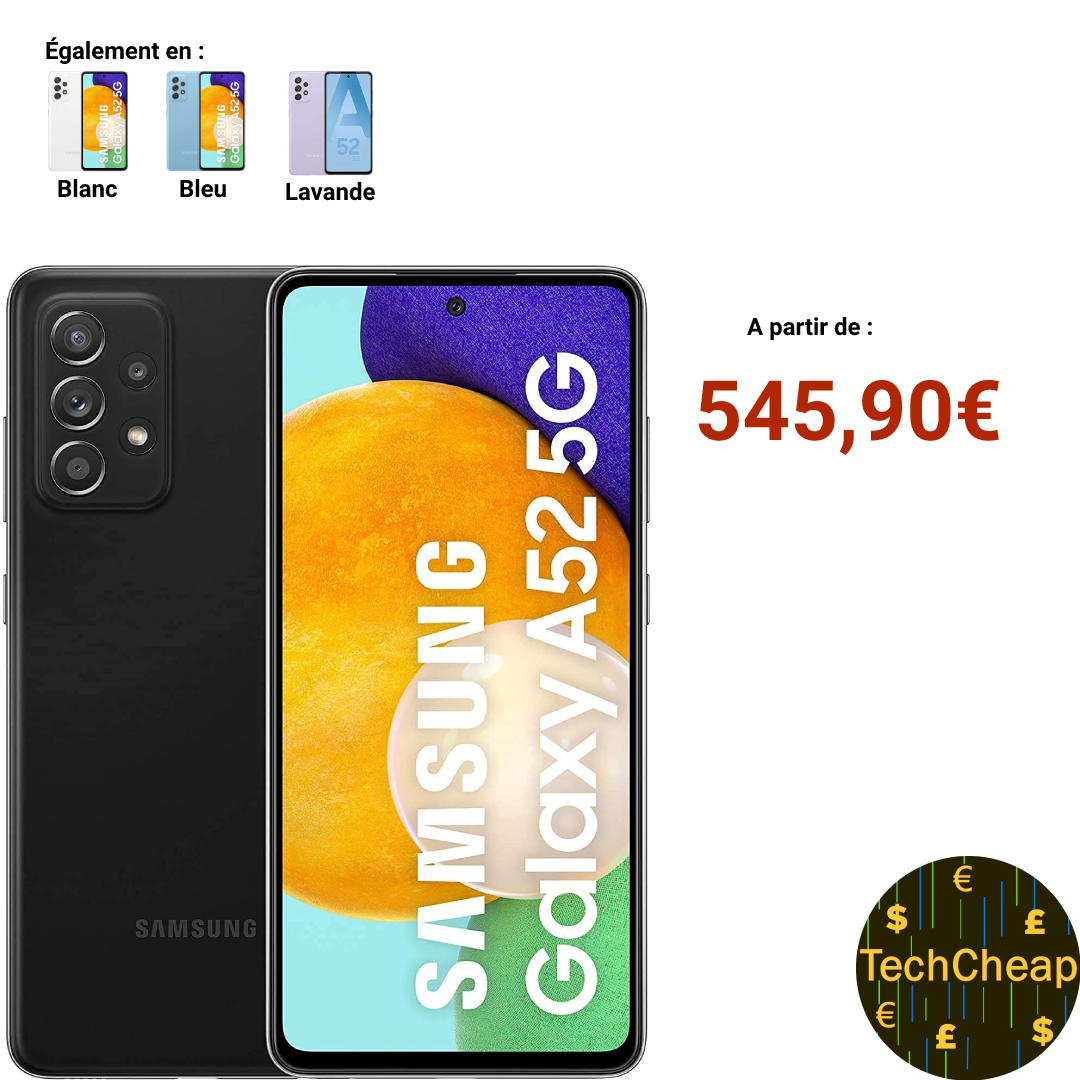 Également en :
SAMSUNG
Galaxy A52 5G
SAMSUNG
Galaxy A52 5G
A
52
Blanc
Bleu
Lavande
A partir de :
545,90€
SAMSUNG
Galaxy A52 5G
SAMSUNG
€
$
£
TechCheap
€
£
$